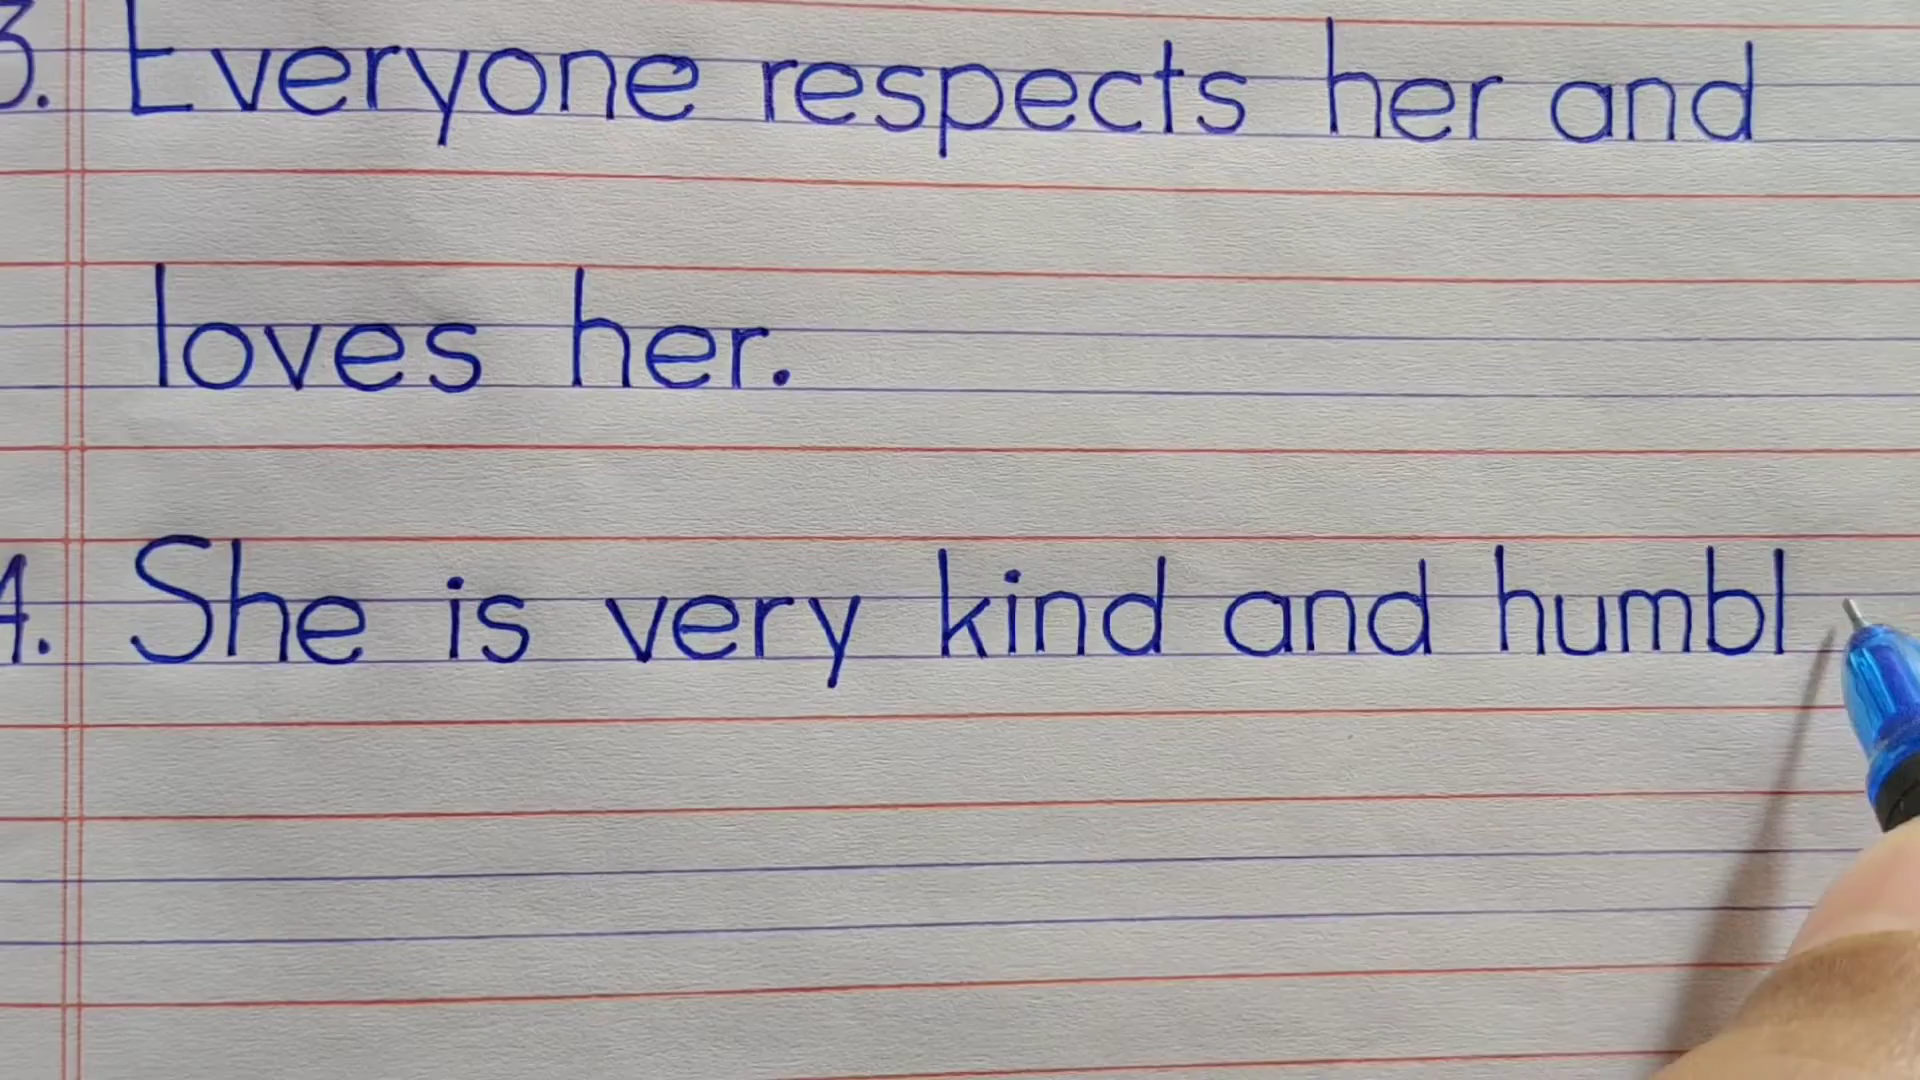 3. Everyone respects her and
loves her.
4. She is very kind and humbl